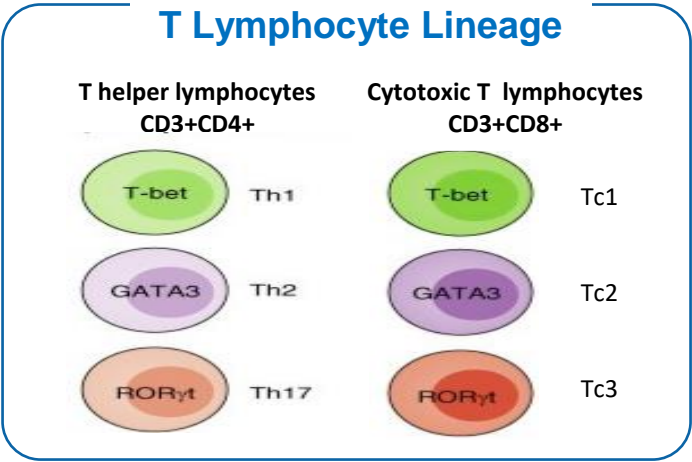 T Lymphocyte Lineage
T helper lymphocytes
CD3+CD4+
Cytotoxic T lymphocytes
CD3+CD8+
T-bet Th1
T-bet Tc1
GATA3 Th2
GATA3 Tc2
RORγt Th17
RORγt Tc3